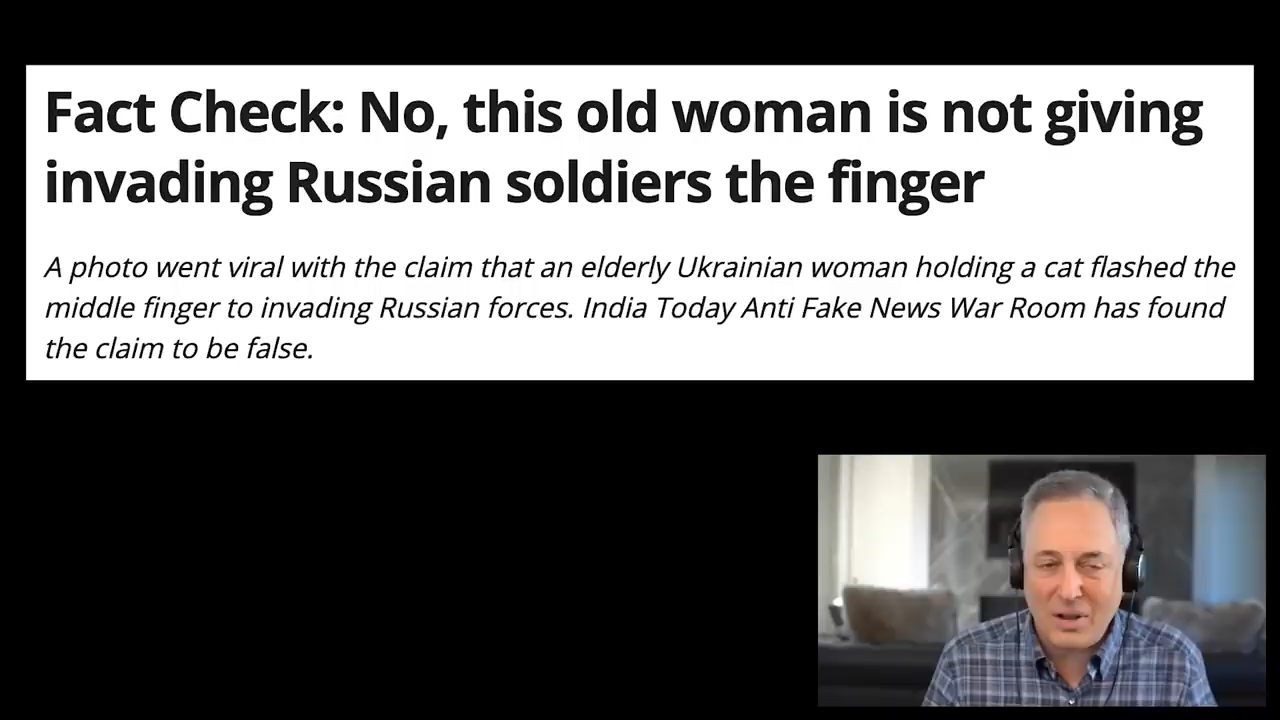 Fact Check: No, this old woman is not giving
invading Russian soldiers the finger
A photo went viral with the claim that an elderly Ukrainian woman holding a cat flashed the
middle finger to invading Russian forces. India Today Anti Fake News War Room has found
the claim to be false.